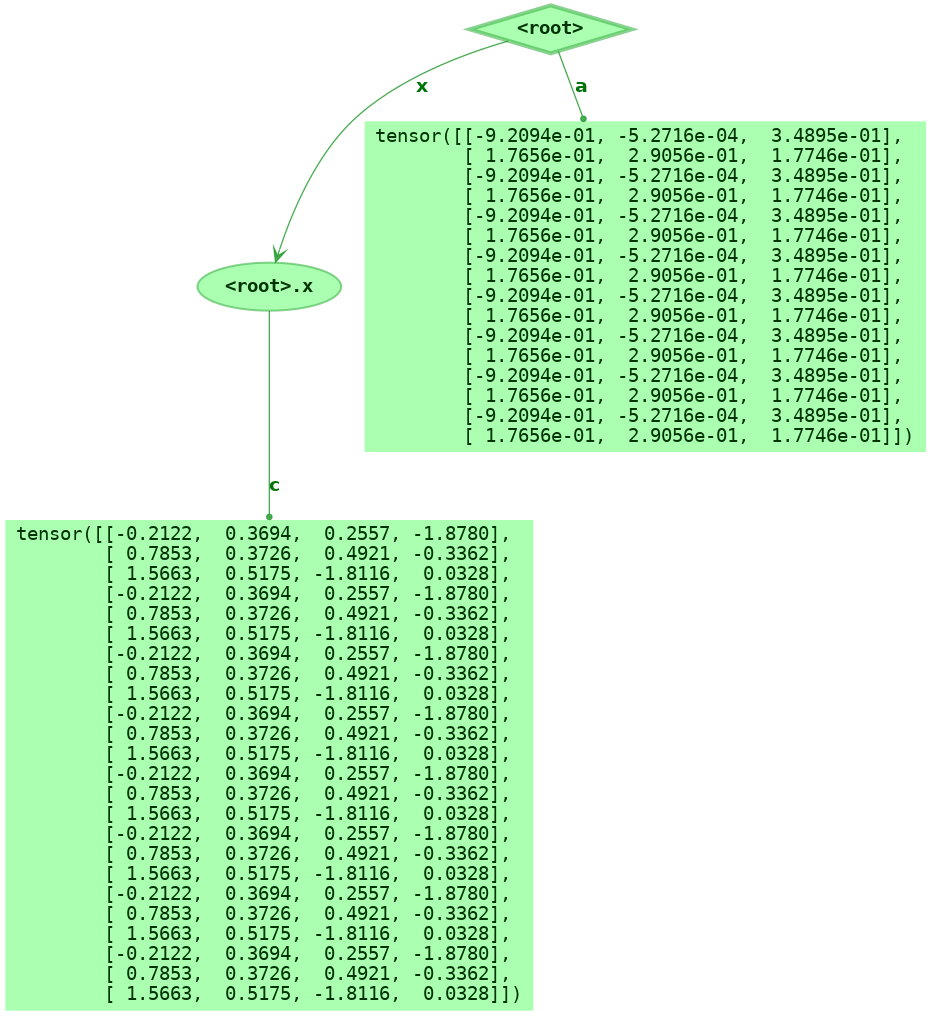 <root>
x
a
tensor([[-9.2094e-01, -5.2716e-04,  3.4895e-01],
        [ 1.7656e-01,  2.9056e-01,  1.7746e-01],
        [-9.2094e-01, -5.2716e-04,  3.4895e-01],
        [ 1.7656e-01,  2.9056e-01,  1.7746e-01],
        [-9.2094e-01, -5.2716e-04,  3.4895e-01],
        [ 1.7656e-01,  2.9056e-01,  1.7746e-01],
        [-9.2094e-01, -5.2716e-04,  3.4895e-01],
        [ 1.7656e-01,  2.9056e-01,  1.7746e-01],
        [-9.2094e-01, -5.2716e-04,  3.4895e-01],
        [ 1.7656e-01,  2.9056e-01,  1.7746e-01],
        [-9.2094e-01, -5.2716e-04,  3.4895e-01],
        [ 1.7656e-01,  2.9056e-01,  1.7746e-01],
        [-9.2094e-01, -5.2716e-04,  3.4895e-01],
        [ 1.7656e-01,  2.9056e-01,  1.7746e-01],
        [-9.2094e-01, -5.2716e-04,  3.4895e-01],
        [ 1.7656e-01,  2.9056e-01,  1.7746e-01]])
<root>.x
c
tensor([[-0.2122,  0.3694,  0.2557, -1.8780],
        [ 0.7853,  0.3726,  0.4921, -0.3362],
        [ 1.5663,  0.5175, -1.8116,  0.0328],
        [-0.2122,  0.3694,  0.2557, -1.8780],
        [ 0.7853,  0.3726,  0.4921, -0.3362],
        [ 1.5663,  0.5175, -1.8116,  0.0328],
        [-0.2122,  0.3694,  0.2557, -1.8780],
        [ 0.7853,  0.3726,  0.4921, -0.3362],
        [ 1.5663,  0.5175, -1.8116,  0.0328],
        [-0.2122,  0.3694,  0.2557, -1.8780],
        [ 0.7853,  0.3726,  0.4921, -0.3362],
        [ 1.5663,  0.5175, -1.8116,  0.0328],
        [-0.2122,  0.3694,  0.2557, -1.8780],
        [ 0.7853,  0.3726,  0.4921, -0.3362],
        [ 1.5663,  0.5175, -1.8116,  0.0328],
        [-0.2122,  0.3694,  0.2557, -1.8780],
        [ 0.7853,  0.3726,  0.4921, -0.3362],
        [ 1.5663,  0.5175, -1.8116,  0.0328],
        [-0.2122,  0.3694,  0.2557, -1.8780],
        [ 0.7853,  0.3726,  0.4921, -0.3362],
        [ 1.5663,  0.5175, -1.8116,  0.0328],
        [-0.2122,  0.3694,  0.2557, -1.8780],
        [ 0.7853,  0.3726,  0.4921, -0.3362],
        [ 1.5663,  0.5175, -1.8116,  0.0328]])